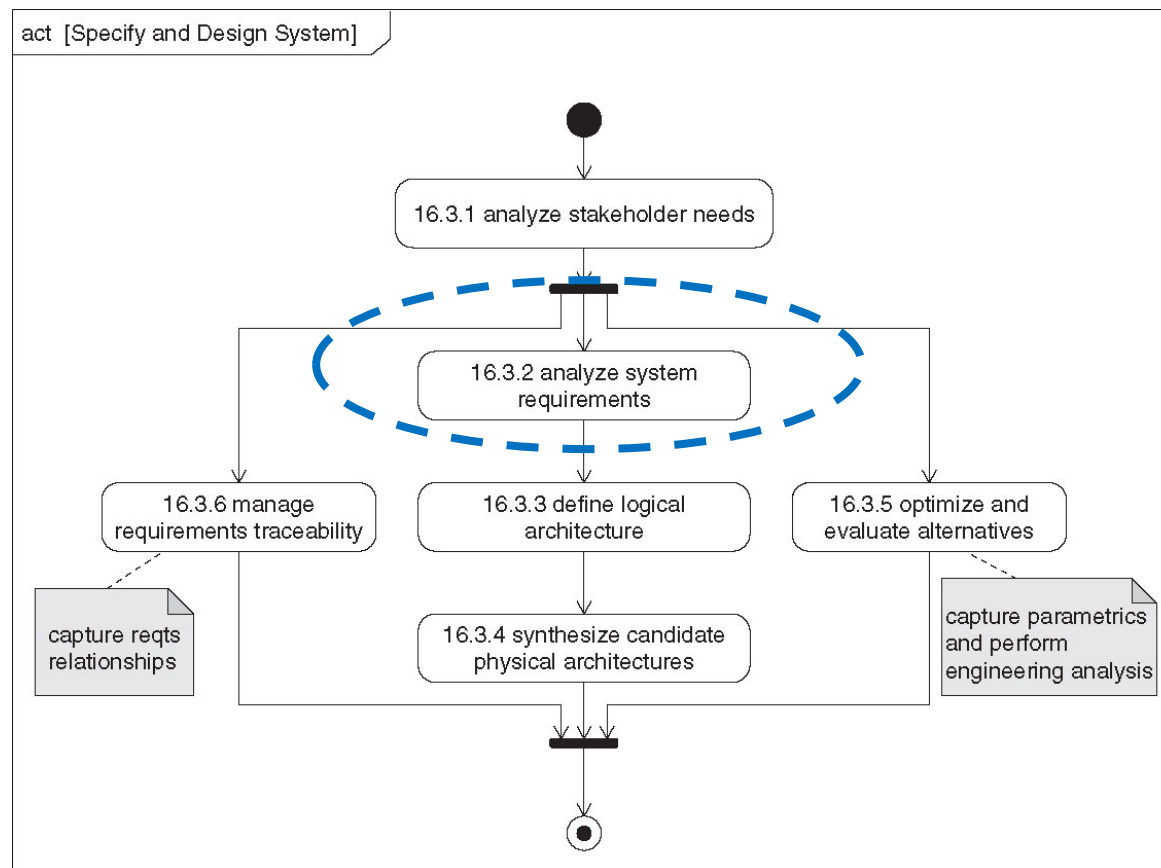 act [Specify and Design System]
16.3.1 analyze stakeholder needs
16.3.2 analyze system
requirements
16.3.6 manage
requirements traceability
16.3.3 define logical
architecture
16.3.5 optimize and
evaluate alternatives
capture reqts
relationships
16.3.4 synthesize candidate
physical architectures
capture parametrics
and perform
engineering analysis